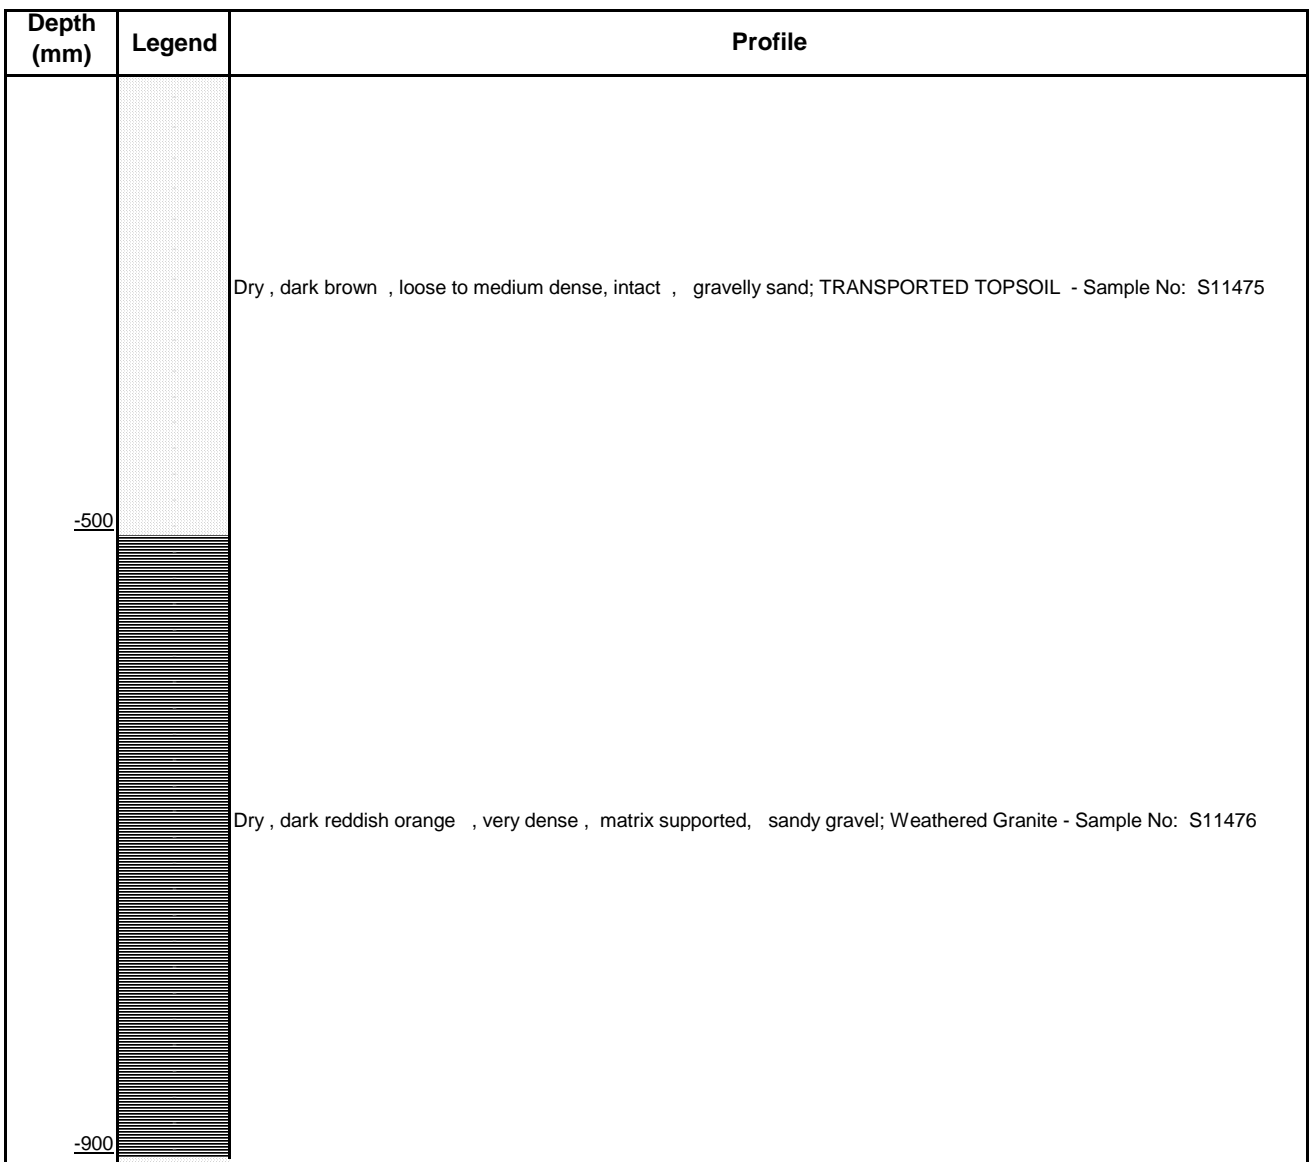 Depth
(mm)
Legend
Profile
Dry , dark brown , loose to medium dense, intact , gravelly sand; TRANSPORTED TOPSOIL - Sample No: S11475
-500
Dry , dark reddish orange , very dense , matrix supported, sandy gravel; Weathered Granite - Sample No: S11476
-900